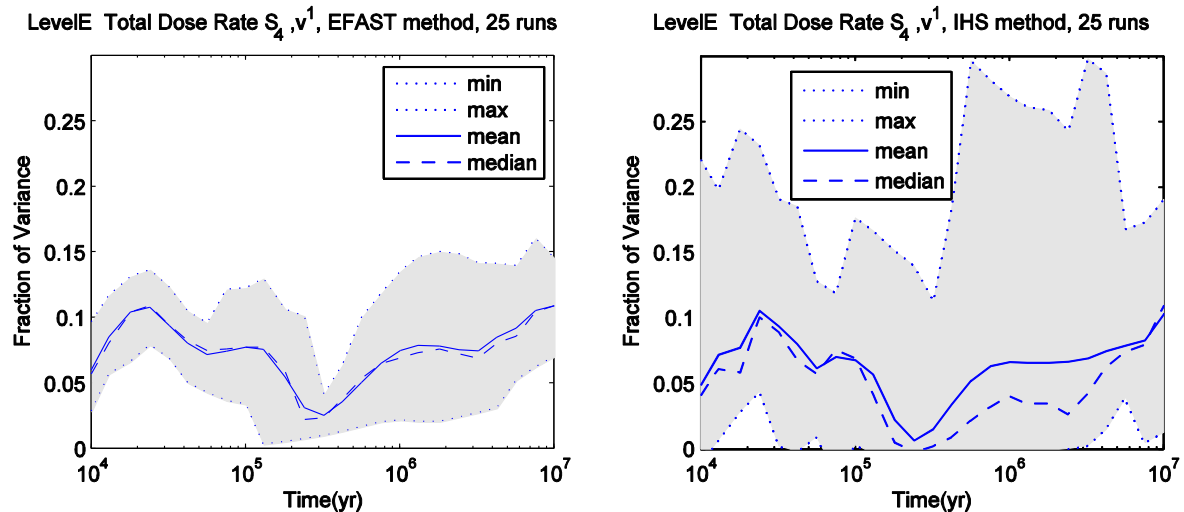 LevelE Total Dose Rate S4 ,v1, EFAST method, 25 runs
Fraction of Variance
0.25
0.2
0.15
0.1
0.05
0
min
max
mean
median
10^4
10^5
10^6
10^7
Time(yr)
LevelE Total Dose Rate S4 ,v1, IHS method, 25 runs
Fraction of Variance
0.25
0.2
0.15
0.1
0.05
0
min
max
mean
median
10^4
10^5
10^6
10^7
Time(yr)